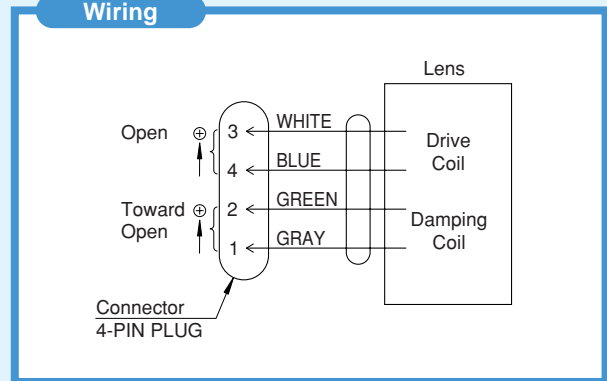 Wiring
Lens
Open ⊕ 3 WHITE
Drive
4 BLUE
Coil
Toward ⊕ 2 GREEN
Open
Damping
1 GRAY
Coil
Connector
4-PIN PLUG